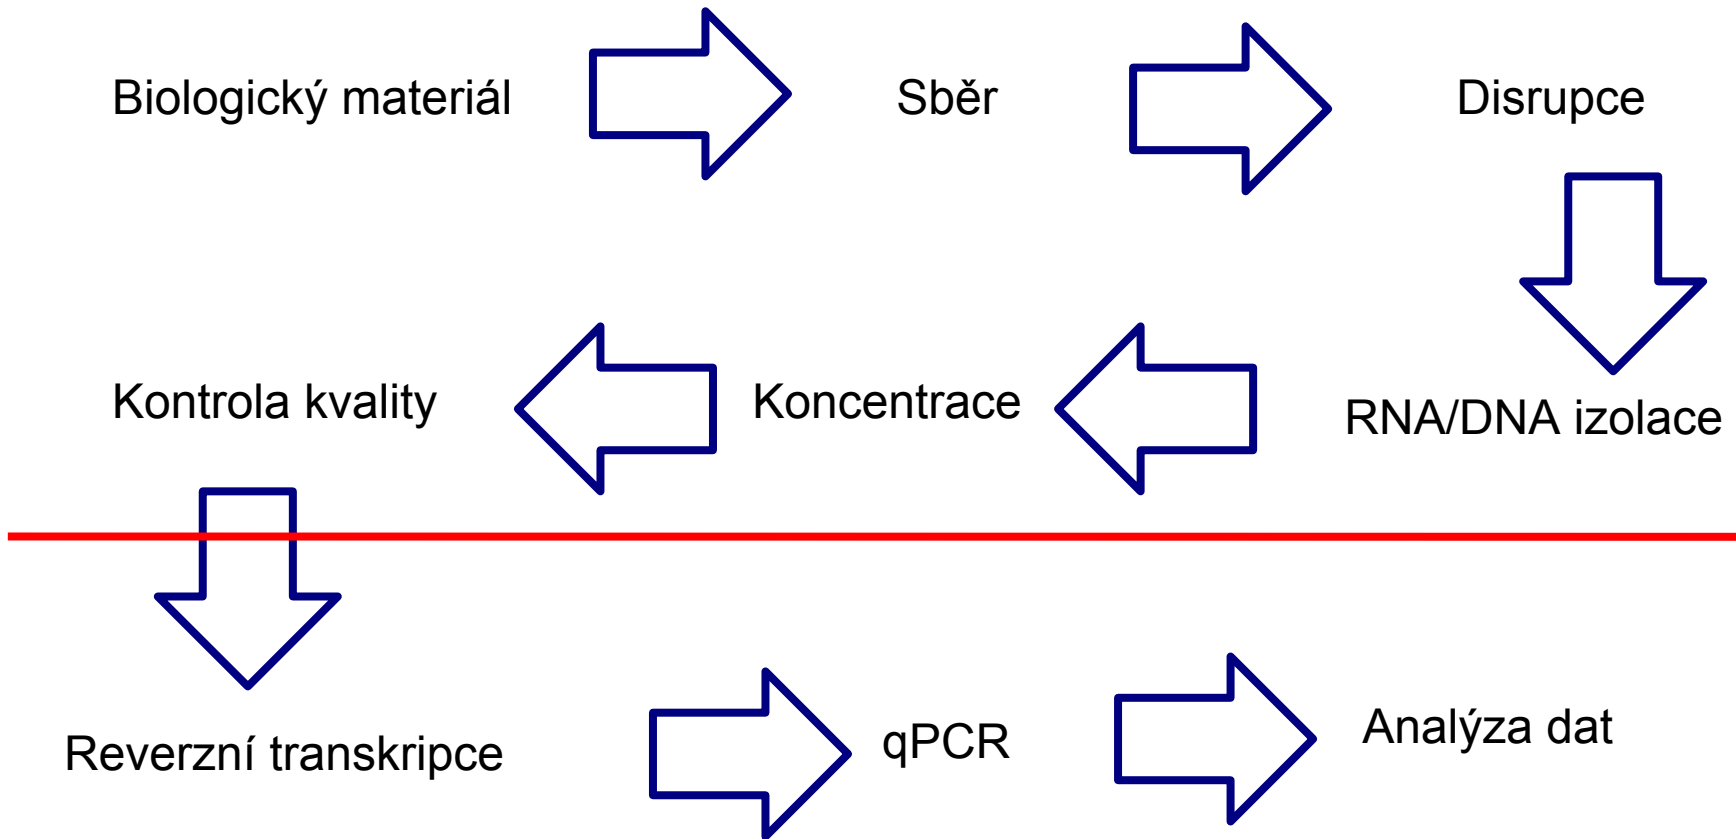 Biologický materiál
Sběr
Disrupce
Kontrola kvality
Koncentrace
RNA/DNA izolace
Reverzní transkripce
qPCR
Analýza dat